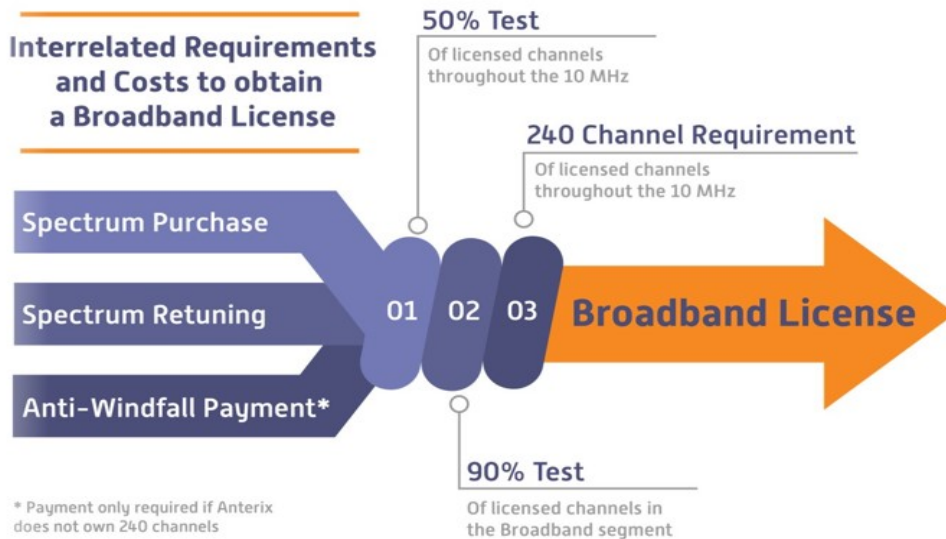 Interrelated Requirements
and Costs to obtain
a Broadband License
50% Test
Of licensed channels
throughout the 10 MHz
240 Channel Requirement
Of licensed channels
throughout the 10 MHz
Spectrum Purchase
Spectrum Retuning
Anti-Windfall Payment*
01
02
03
Broadband License
90% Test
Of licensed channels in
the Broadband segment
* Payment only required if Anterix
does not own 240 channels